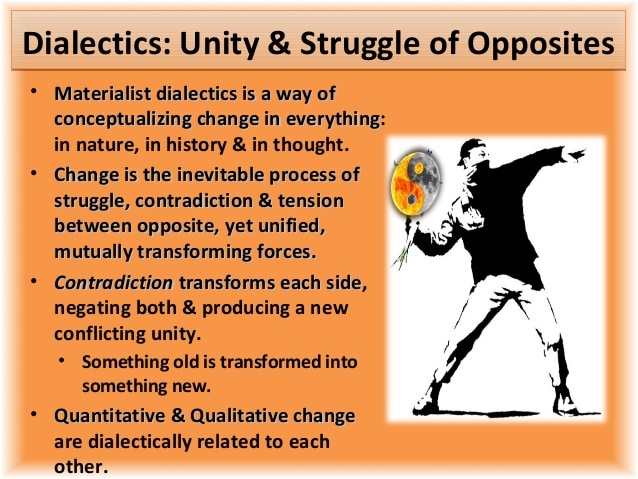 Dialectics: Unity & Struggle of Opposites
• Materialist dialectics is a way of
conceptualizing change in everything:
in nature, in history & in thought.
• Change is the inevitable process of
struggle, contradiction & tension
between opposite, yet unified,
mutually transforming forces.
• Contradiction transforms each side,
negating both & producing a new
conflicting unity.
• Something old is transformed into
something new.
• Quantitative & Qualitative change
are dialectically related to each
other.